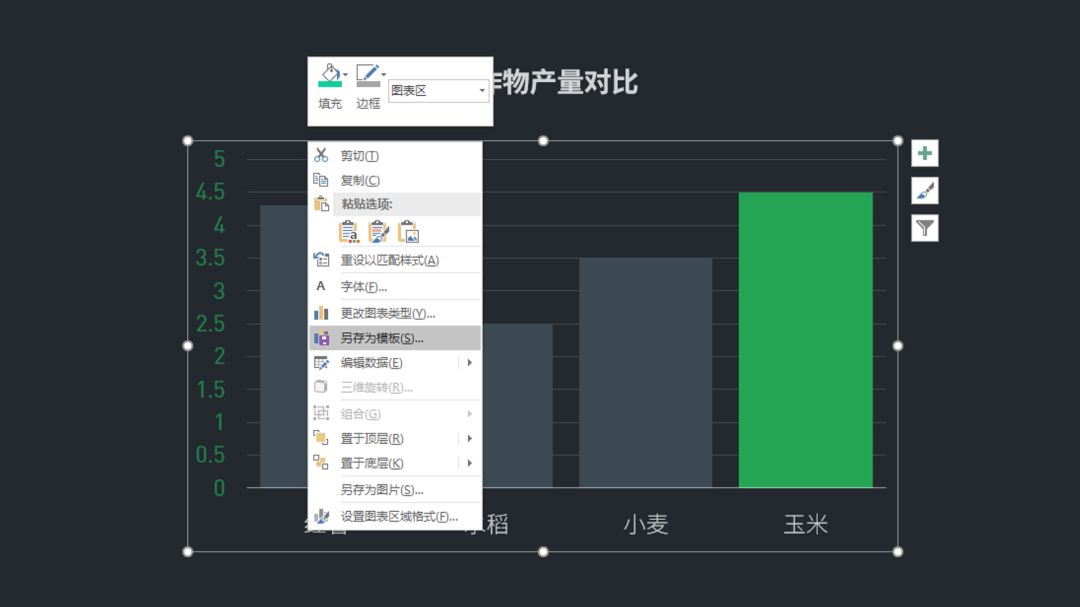 作物产量对比
填充
边框
图表区
剪切(T)
复制(C)
粘贴选项:
重设以匹配样式(A)
字体(F)...
更改图表类型(Y)...
另存为模板(S)...
编辑数据(E)
三维旋转(R)...
组合(G)
置于顶层(R)
置于底层(K)
另存为图片(S)...
设置图表区域格式(F)...
5
4.5
4
3.5
3
2.5
2
1.5
1
0.5
0
稻
小麦
玉米